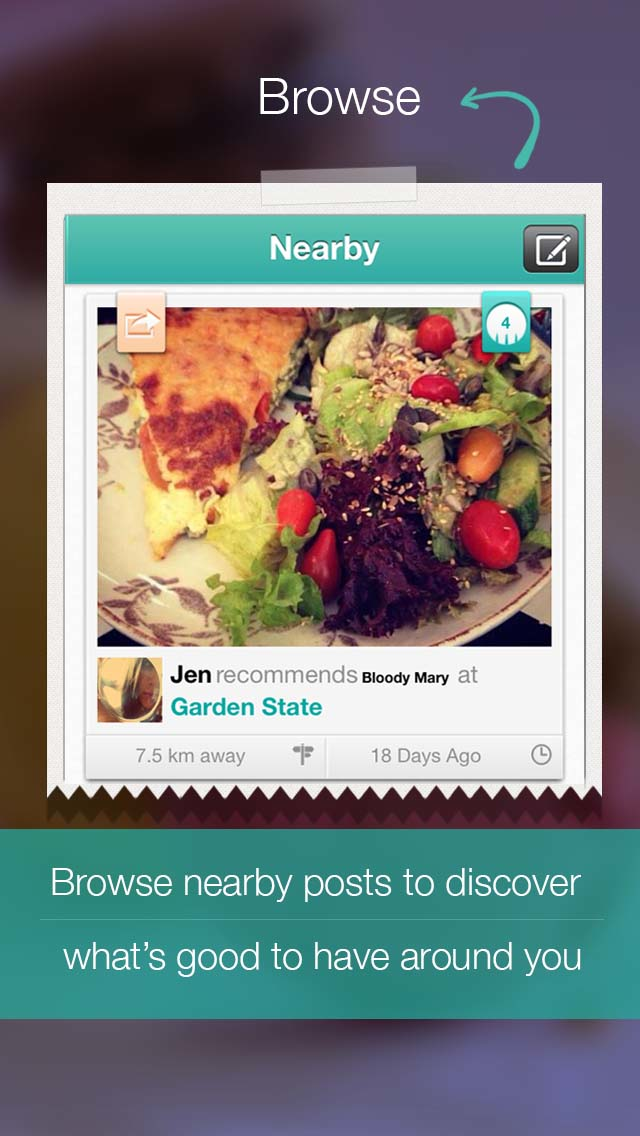 Browse
Nearby
4
Jen recommends Bloody Mary at
Garden State
7.5 km away 18 Days Ago
Browse nearby posts to discover
what's good to have around you